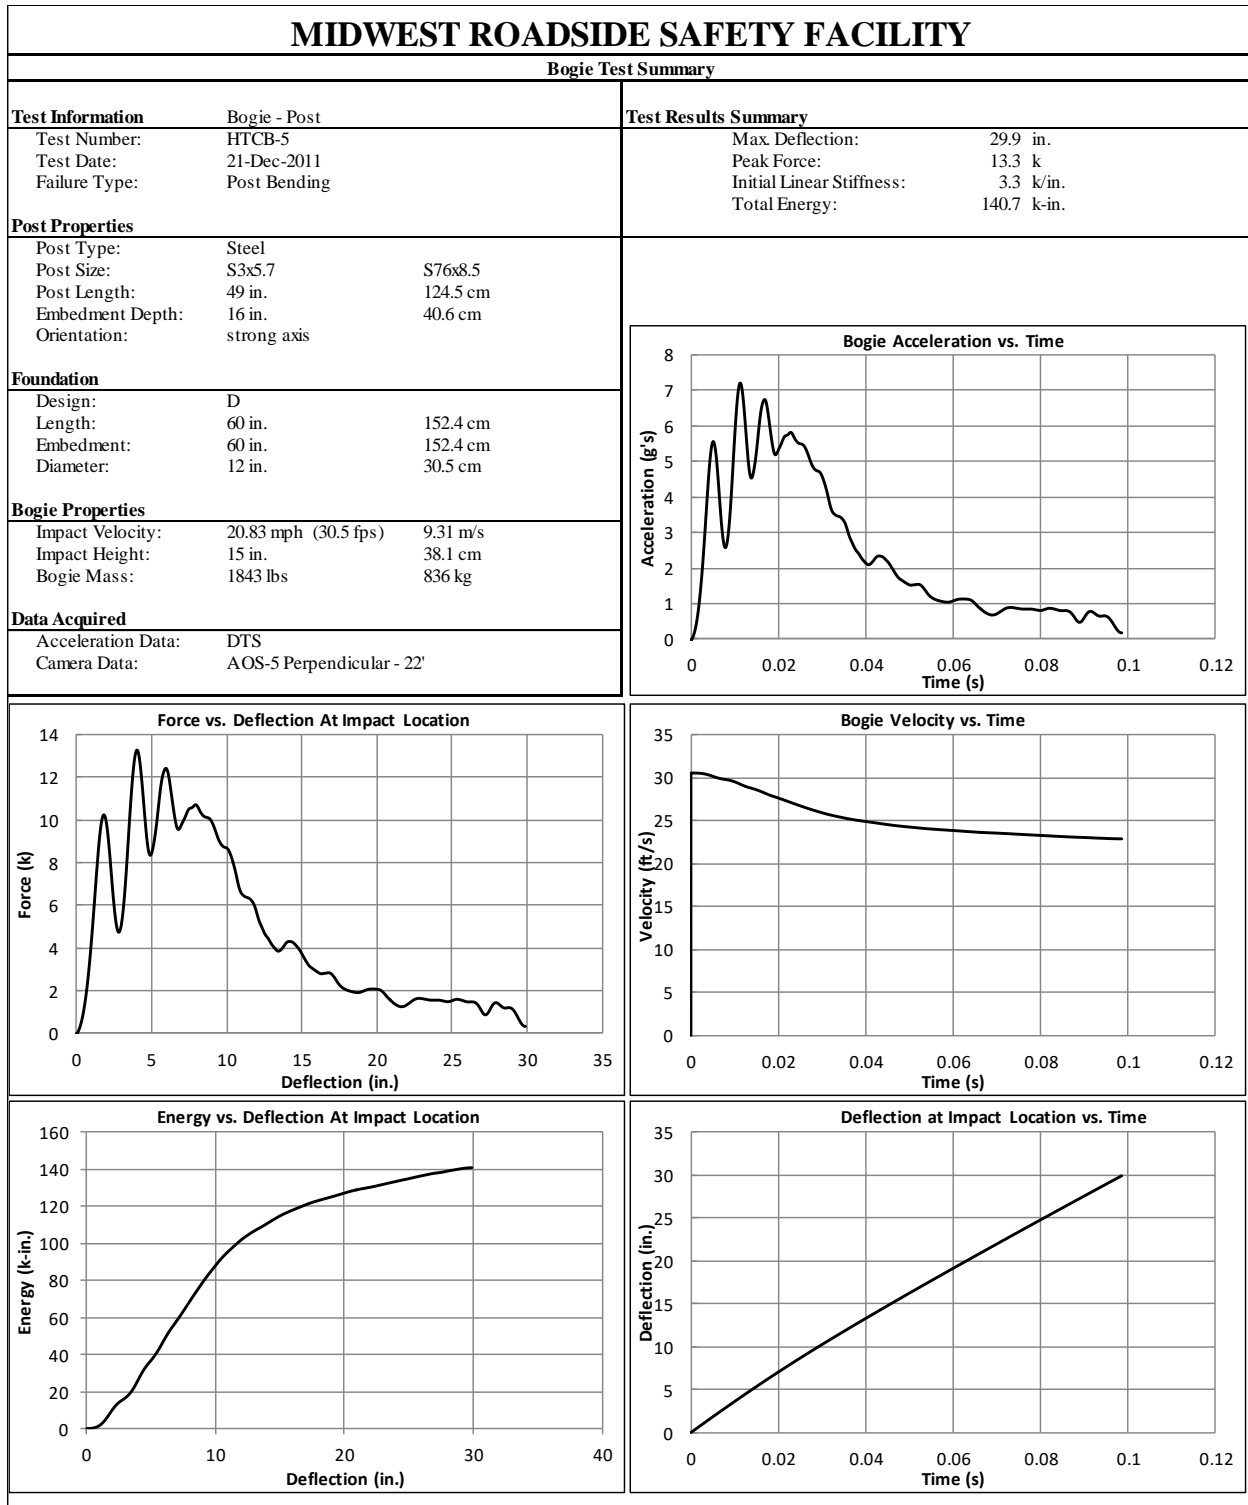 MIDWEST ROADSIDE SAFETY FACILITY
Bogie Test Summary
Test Information Bogie - Post
Test Number: HTCB-5
Test Date: 21-Dec-2011
Failure Type: Post Bending
Post Properties
Post Type: Steel
Post Size: S3x5.7 S76x8.5
Post Length: 49 in. 124.5 cm
Embedment Depth: 16 in. 40.6 cm
Orientation: strong axis
Foundation
Design: D
Length: 60 in. 152.4 cm
Embedment: 60 in. 152.4 cm
Diameter: 12 in. 30.5 cm
Bogie Properties
Impact Velocity: 20.83 mph (30.5 fps) 9.31 m/s
Impact Height: 15 in. 38.1 cm
Bogie Mass: 1843 lbs 836 kg
Data Acquired
Acceleration Data: DTS
Camera Data: AOS-5 Perpendicular - 22'
Test Results Summary
Max. Deflection: 29.9 in.
Peak Force: 13.3 k
Initial Linear Stiffness: 3.3 k/in.
Total Energy: 140.7 k-in.
Bogie Acceleration vs. Time
8
7
6
5
4
3
2
1
0
Acceleration (g's)
0 0.02 0.04 0.06 0.08 0.1 0.12
Time (s)
Force vs. Deflection At Impact Location
14
12
10
8
6
4
2
0
Force (k)
0 5 10 15 20 25 30 35
Deflection (in.)
Bogie Velocity vs. Time
35
30
25
20
15
10
5
0
Velocity (ft/s)
0 0.02 0.04 0.06 0.08 0.1 0.12
Time (s)
Energy vs. Deflection At Impact Location
160
140
120
100
80
60
40
20
0
Energy (k-in.)
0 10 20 30 40
Deflection (in.)
Deflection at Impact Location vs. Time
35
30
25
20
15
10
5
0
Deflection (in.)
0 0.02 0.04 0.06 0.08 0.1 0.12
Time (s)